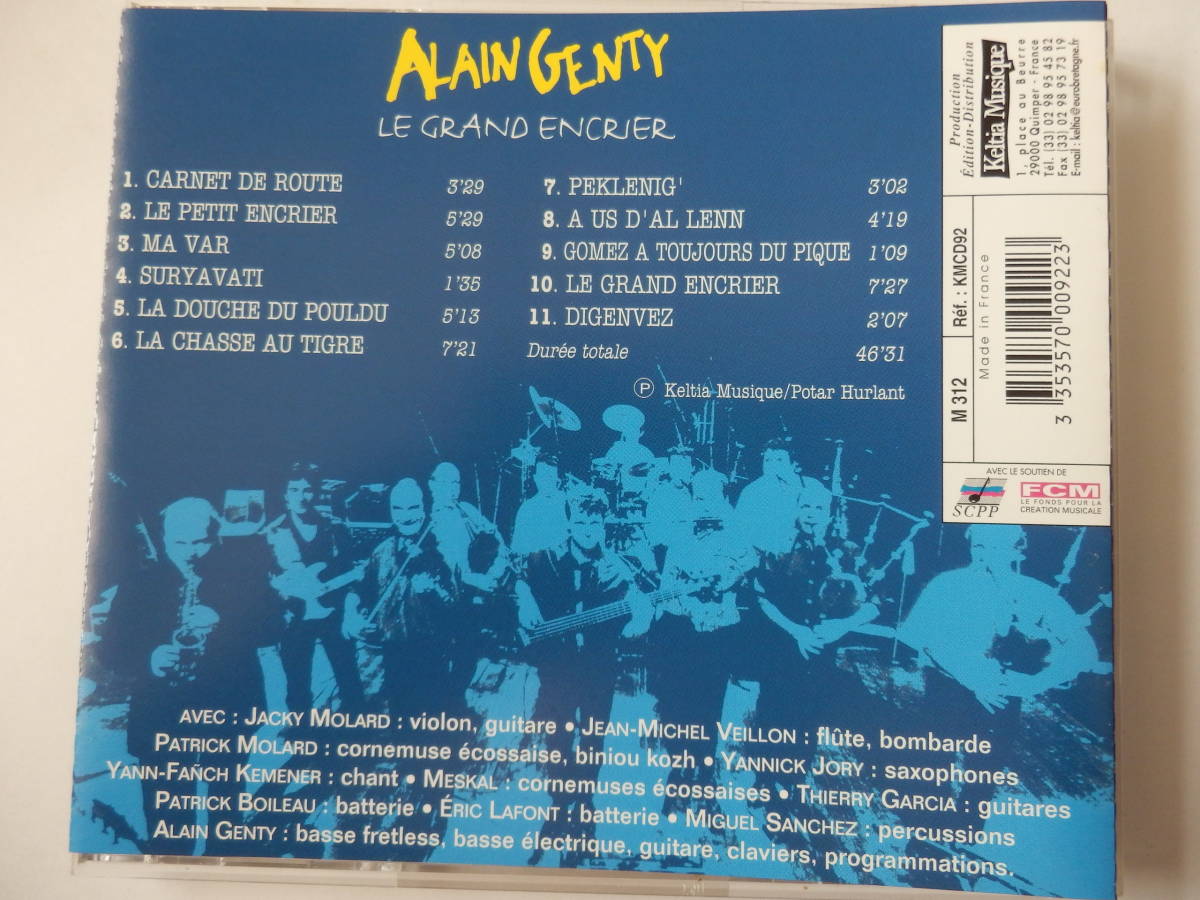 ALAIN GENTY
LE GRAND ENCRIER
1. CARNET DE ROUTE 3'29
2. LE PETIT ENCRIER 5'29
3. MA VAR 5'08
4. SURYAVATI 1'35
5. LA DOUCHE DU POULDU 5'13
6. LA CHASSE AU TIGRE 7'21
7. PEKLENIG' 3'02
8. A US D'AL LENN 4'19
9. GOMEZ A TOUJOURS DU PIQUE 1'09
10. LE GRAND ENCRIER 7'27
11. DIGENVEZ 2'07
Durée totale 46'31
Ⓟ Keltia Musique/Potar Hurlant
AVEC : JACKY MOLARD : violon, guitare • JEAN-MICHEL VEILLON : flûte, bombarde
PATRICK MOLARD : cornemuse écossaise, biniou kozh • YANNICK JORY : saxophones
YANN-FAÑCH KEMENER : chant • MESKAL : cornemuses écossaises • THIERRY GARCIA : guitares
PATRICK BOILEAU : batterie • ÉRIC LAFONT : batterie • MIGUEL SANCHEZ : percussions
ALAIN GENTY : basse fretless, basse électrique, guitare, claviers, programmations.
Production
Édition-Distribution
Keltia Musique
1, place au Beurre
29000 Quimper - France
Tél. (33) 02 98 95 45 82
Fax (33) 02 98 95 73 19
E-mail : keltia@eurobretagne.fr
Réf. : KMCD92
Made in France
M 312
3 353570 009223
AVEC LE SOUTIEN DE
SCPP
FCM
LE FONDS POUR LA
CREATION MUSICALE